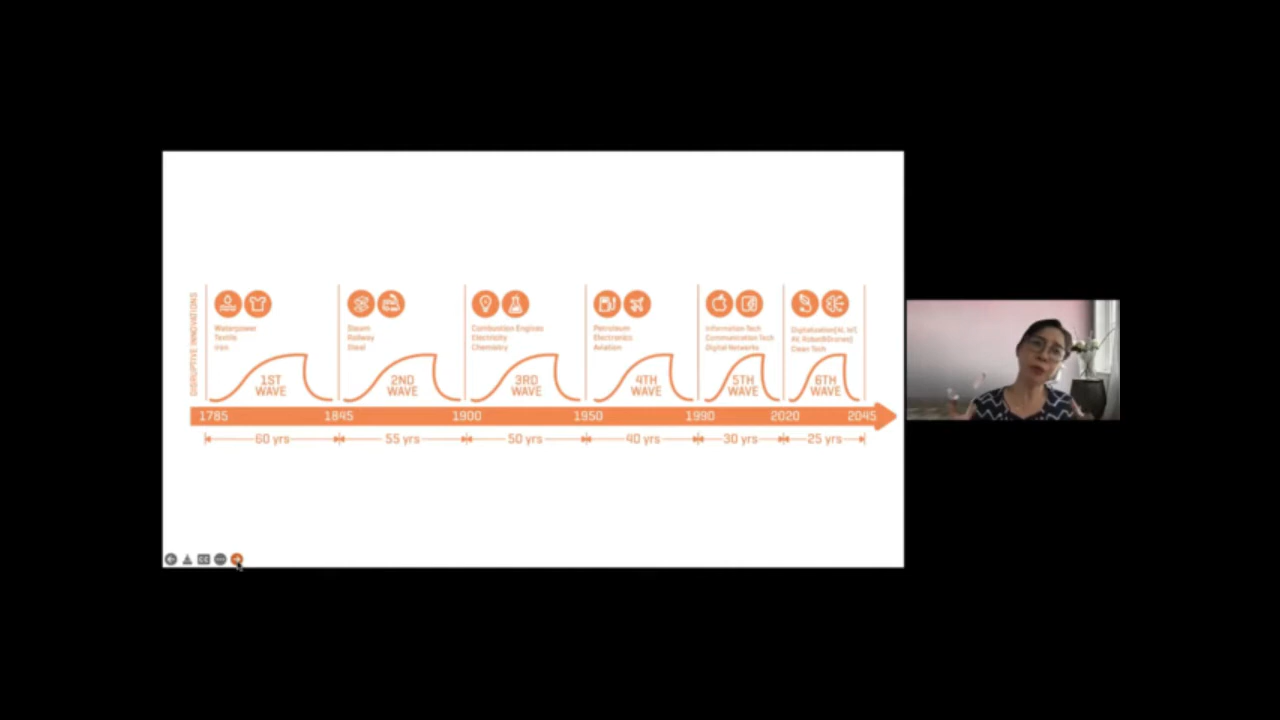 DISRUPTIVE INNOVATIONS
Waterpower
Textile
Iron
Steam
Railway
Steel
Combustion Engines
Electricity
Chemistry
Petroleum
Electronics
Aviation
Information Tech
Communication Tech
Digital Networks
Digitalization(AI, IoT,
AV, Robots&Drones)
Clean Tech
1ST
WAVE
2ND
WAVE
3RD
WAVE
4TH
WAVE
5TH
WAVE
6TH
WAVE
1785 1845 1900 1950 1990 2020 2045
60 yrs 55 yrs 50 yrs 40 yrs 30 yrs 25 yrs
CC